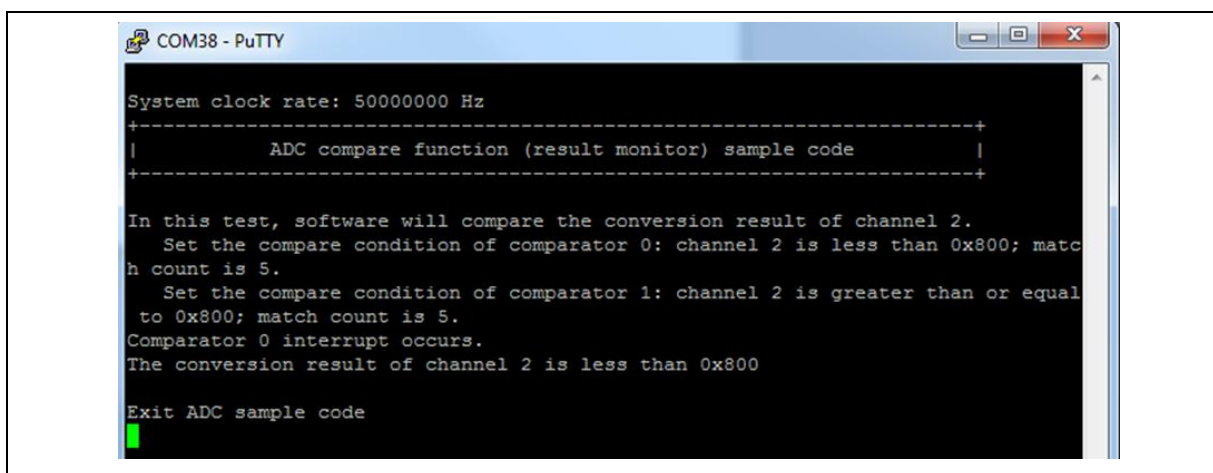 COM38 - PuTTY
System clock rate: 50000000 Hz
+----------------------------------------------------------------------+
|           ADC compare function (result monitor) sample code          |
+----------------------------------------------------------------------+
In this test, software will compare the conversion result of channel 2.
   Set the compare condition of comparator 0: channel 2 is less than 0x800; matc
h count is 5.
   Set the compare condition of comparator 1: channel 2 is greater than or equal
 to 0x800; match count is 5.
Comparator 0 interrupt occurs.
The conversion result of channel 2 is less than 0x800
Exit ADC sample code